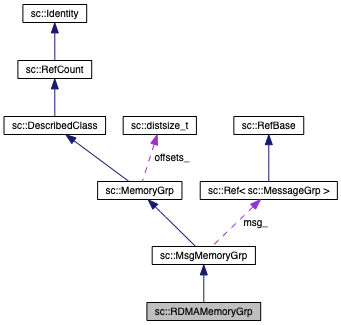 sc::Identity
sc::RefCount
sc::DescribedClass
sc::distsize_t
sc::RefBase
offsets_
sc::MemoryGrp
sc::Ref< sc::MessageGrp >
msg_
sc::MsgMemoryGrp
sc::RDMAMemoryGrp